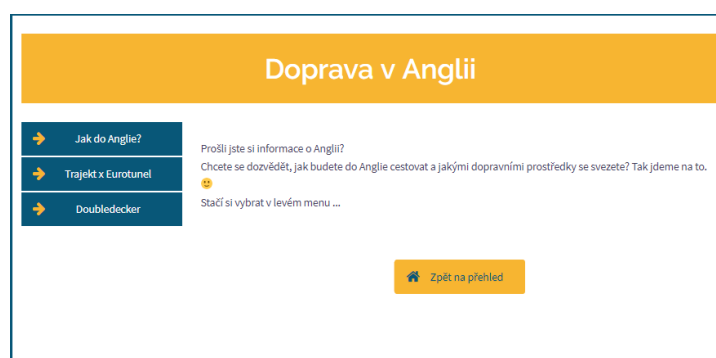 Doprava v Anglii
Jak do Anglie?
Trajekt x Eurotunel
Doubledecker
Prošli jste si informace o Anglii?
Chcete se dozvědět, jak budete do Anglie cestovat a jakými dopravními prostředky se svezete? Tak jdeme na to.
🙂
Stačí si vybrat v levém menu ...
Zpět na přehled